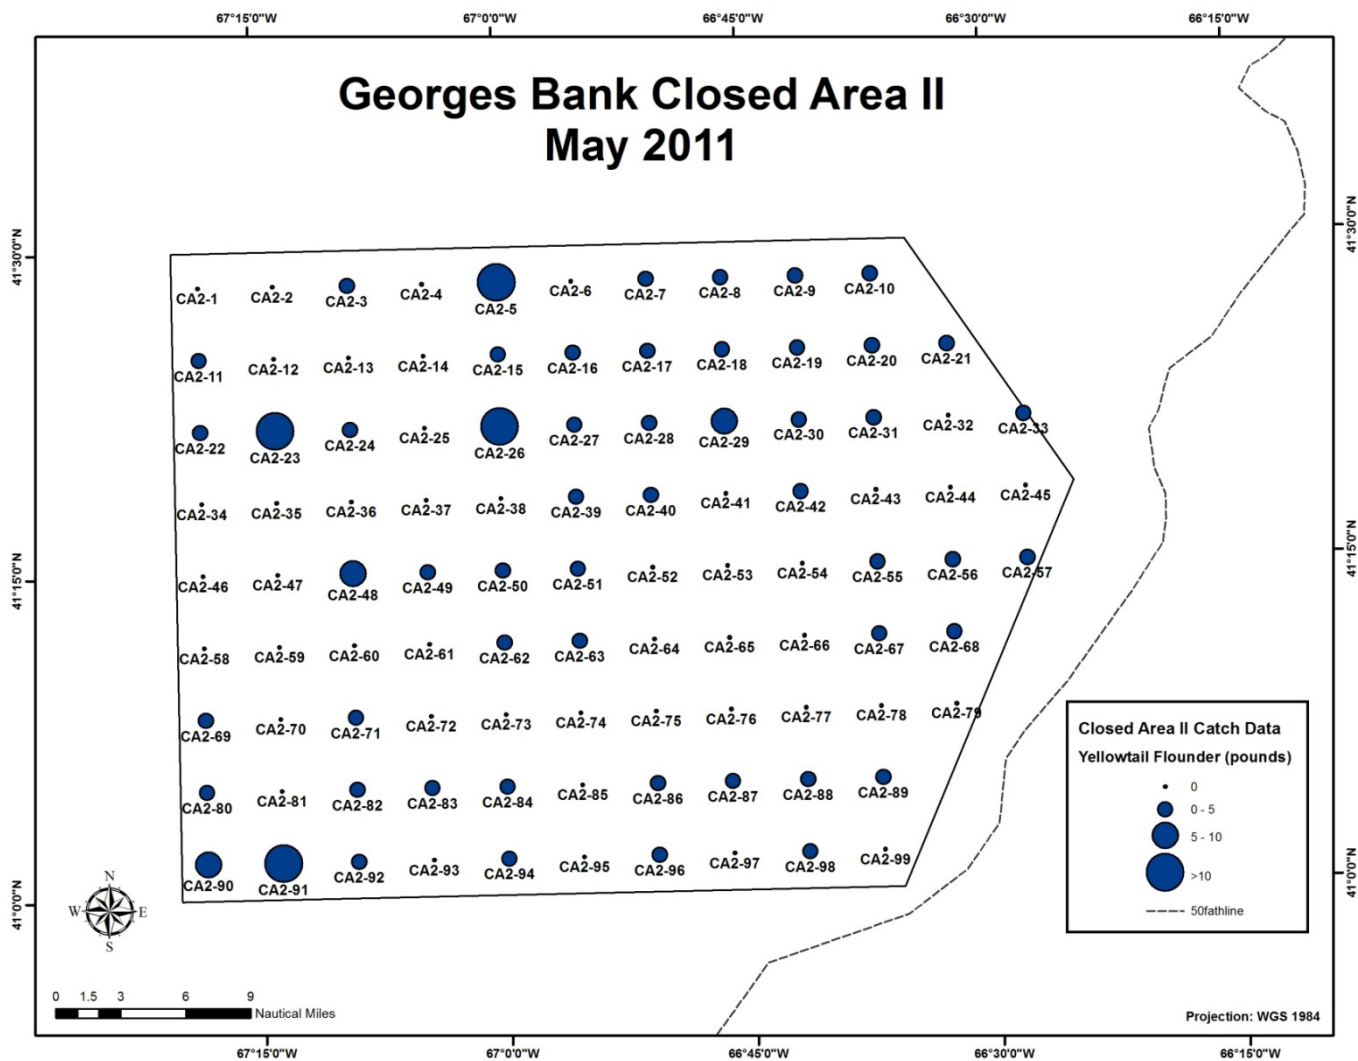 67°15'0"W 67°0'0"W 66°45'0"W 66°30'0"W 66°15'0"W
Georges Bank Closed Area II
May 2011
41°30'0"N 41°30'0"N
CA2-1 CA2-2 CA2-3 CA2-4 CA2-5 CA2-6 CA2-7 CA2-8 CA2-9 CA2-10
CA2-11 CA2-12 CA2-13 CA2-14 CA2-15 CA2-16 CA2-17 CA2-18 CA2-19 CA2-20 CA2-21
CA2-22 CA2-23 CA2-24 CA2-25 CA2-26 CA2-27 CA2-28 CA2-29 CA2-30 CA2-31 CA2-32 CA2-33
CA2-34 CA2-35 CA2-36 CA2-37 CA2-38 CA2-39 CA2-40 CA2-41 CA2-42 CA2-43 CA2-44 CA2-45
41°15'0"N 41°15'0"N
CA2-46 CA2-47 CA2-48 CA2-49 CA2-50 CA2-51 CA2-52 CA2-53 CA2-54 CA2-55 CA2-56 CA2-57
CA2-58 CA2-59 CA2-60 CA2-61 CA2-62 CA2-63 CA2-64 CA2-65 CA2-66 CA2-67 CA2-68
CA2-69 CA2-70 CA2-71 CA2-72 CA2-73 CA2-74 CA2-75 CA2-76 CA2-77 CA2-78 CA2-79
CA2-80 CA2-81 CA2-82 CA2-83 CA2-84 CA2-85 CA2-86 CA2-87 CA2-88 CA2-89
CA2-90 CA2-91 CA2-92 CA2-93 CA2-94 CA2-95 CA2-96 CA2-97 CA2-98 CA2-99
41°0'0"N 41°0'0"N
Closed Area II Catch Data
Yellowtail Flounder (pounds)
0
0 - 5
5 - 10
>10
50fathline
N
W E
S
0 1.5 3 6 9
Nautical Miles
Projection: WGS 1984
67°15'0"W 67°0'0"W 66°45'0"W 66°30'0"W 66°15'0"W